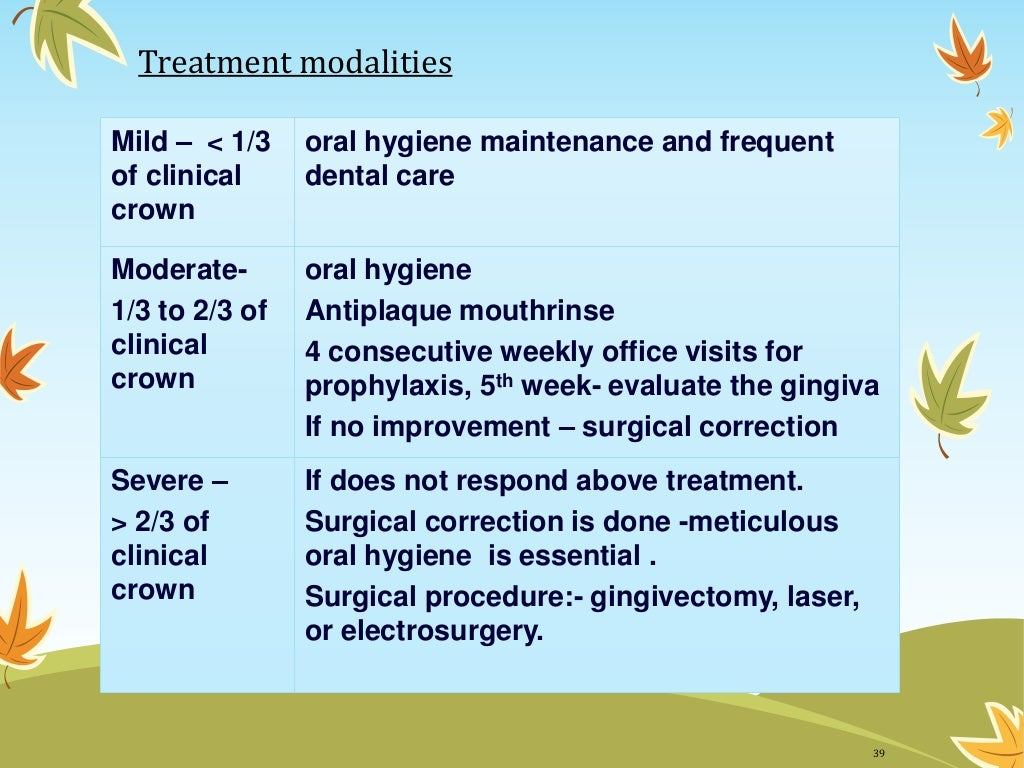 Treatment modalities
Mild – < 1/3
of clinical
crown
oral hygiene maintenance and frequent
dental care
Moderate-
1/3 to 2/3 of
clinical
crown
oral hygiene
Antiplaque mouthrinse
4 consecutive weekly office visits for
prophylaxis, 5th week- evaluate the gingiva
If no improvement – surgical correction
Severe –
> 2/3 of
clinical
crown
If does not respond above treatment.
Surgical correction is done -meticulous
oral hygiene is essential .
Surgical procedure:- gingivectomy, laser,
or electrosurgery.
39